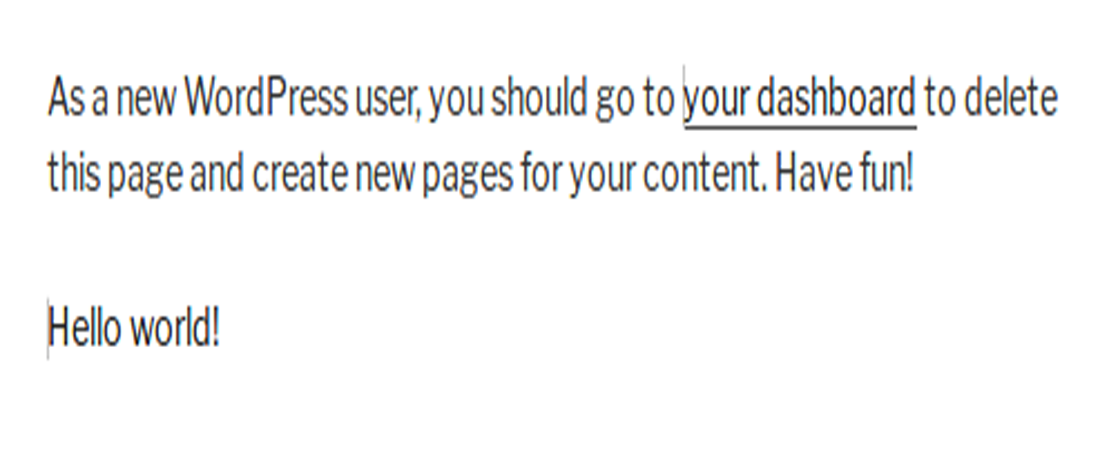 As a new WordPress user, you should go to your dashboard to delete
this page and create new pages for your content. Have fun!
Hello world!